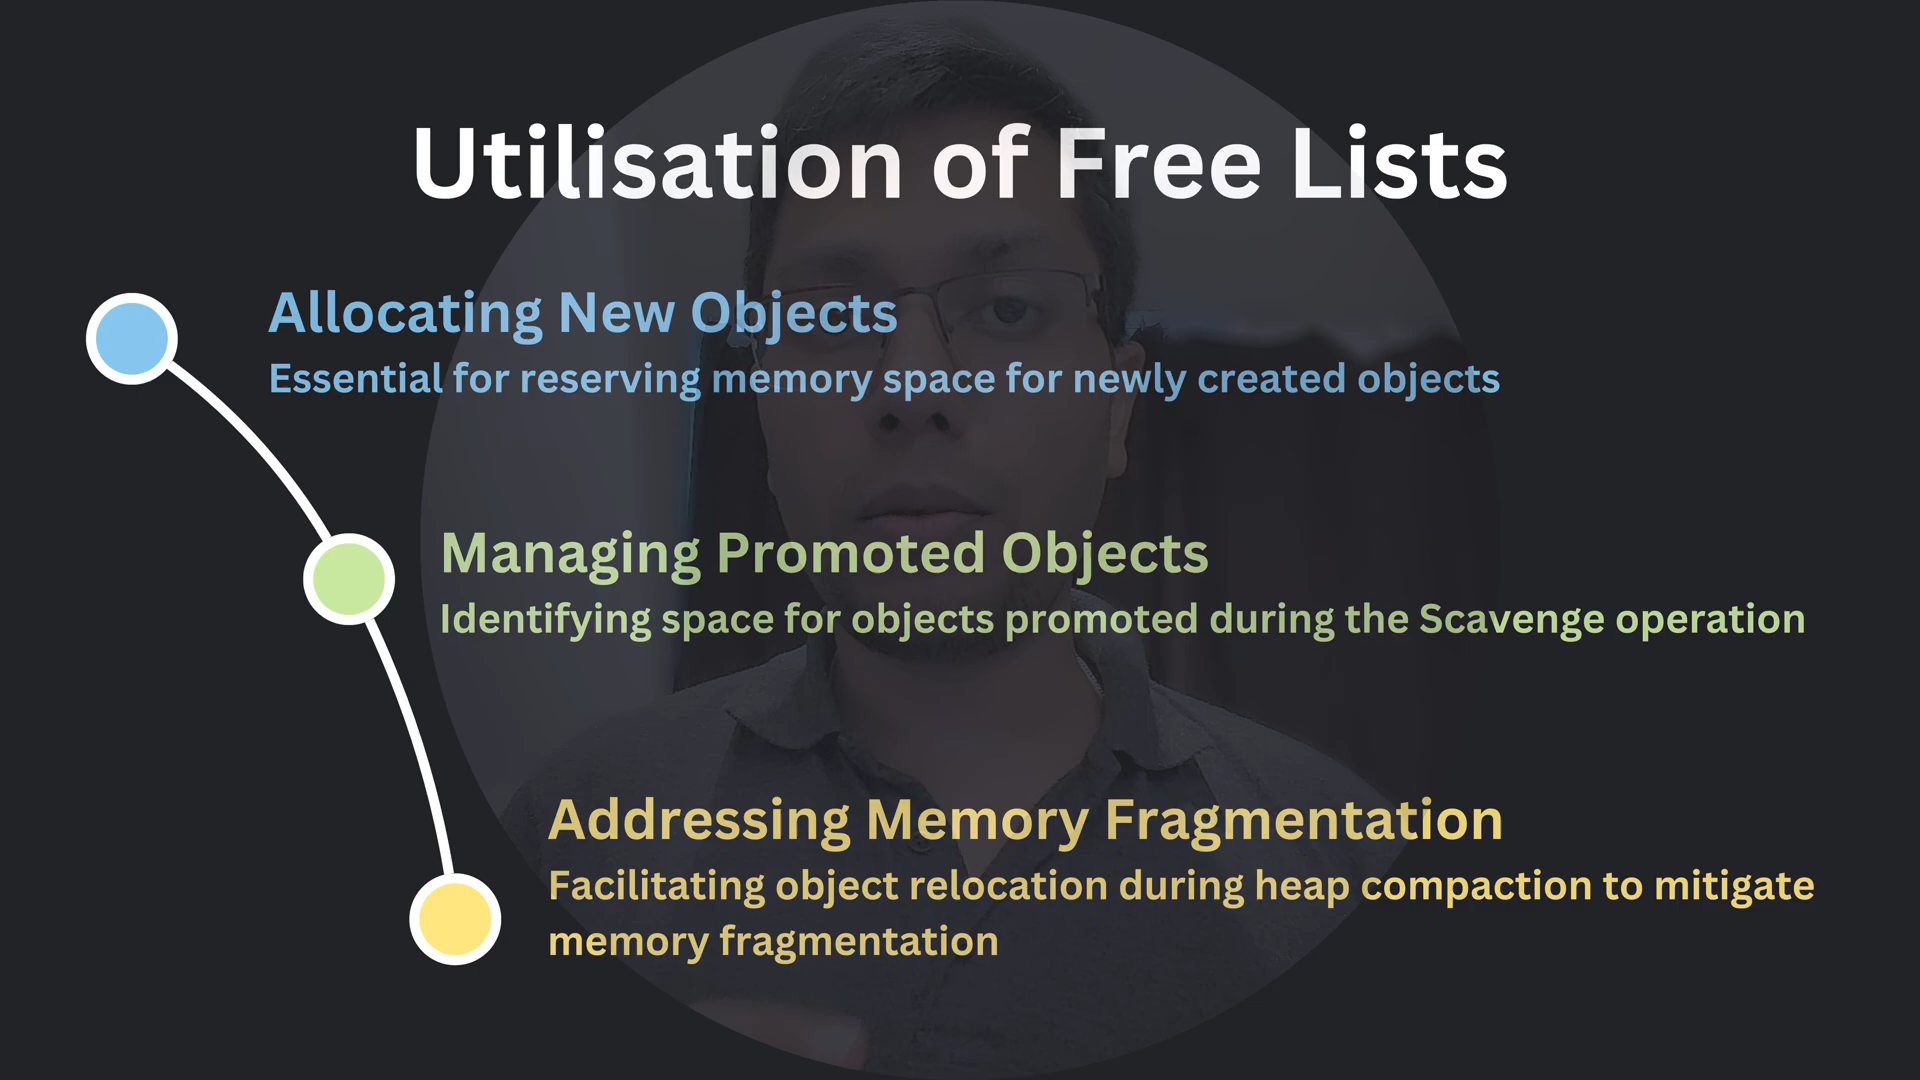 Utilisation of Free Lists
Allocating New Objects
Essential for reserving memory space for newly created objects
Managing Promoted Objects
Identifying space for objects promoted during the Scavenge operation
Addressing Memory Fragmentation
Facilitating object relocation during heap compaction to mitigate
memory fragmentation